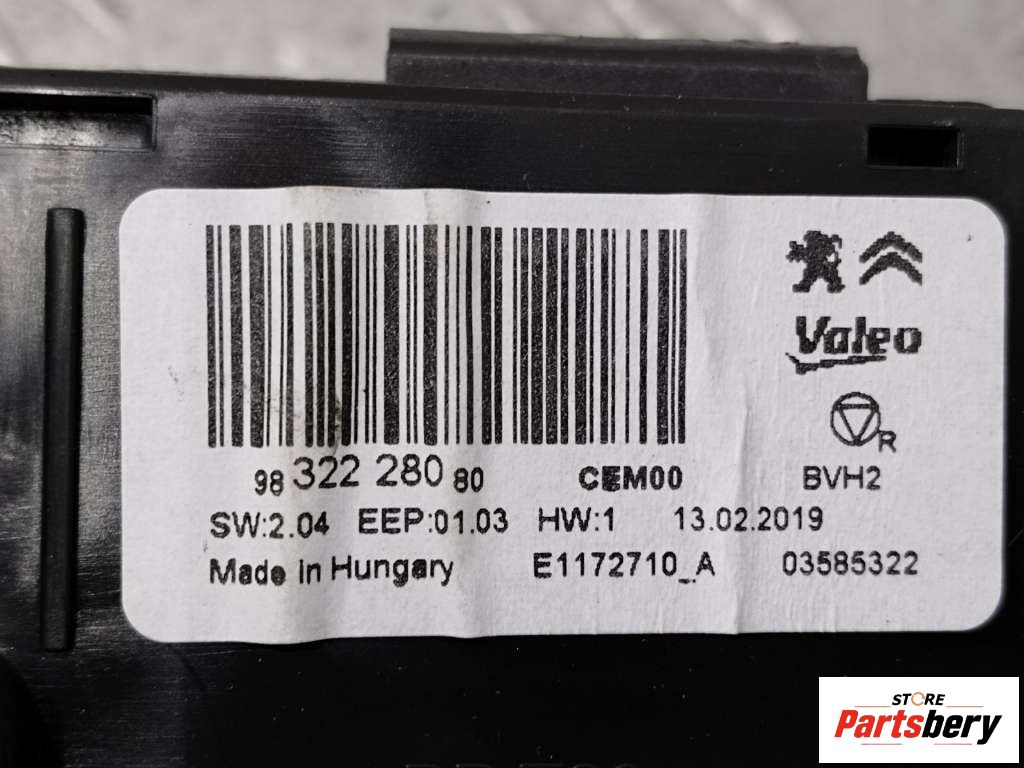 Valeo
R
98 322 280 80 CEM00 BVH2
SW:2.04 EEP:01.03 HW:1 13.02.2019
Made in Hungary E1172710_A 03585322
STORE
Partsbery